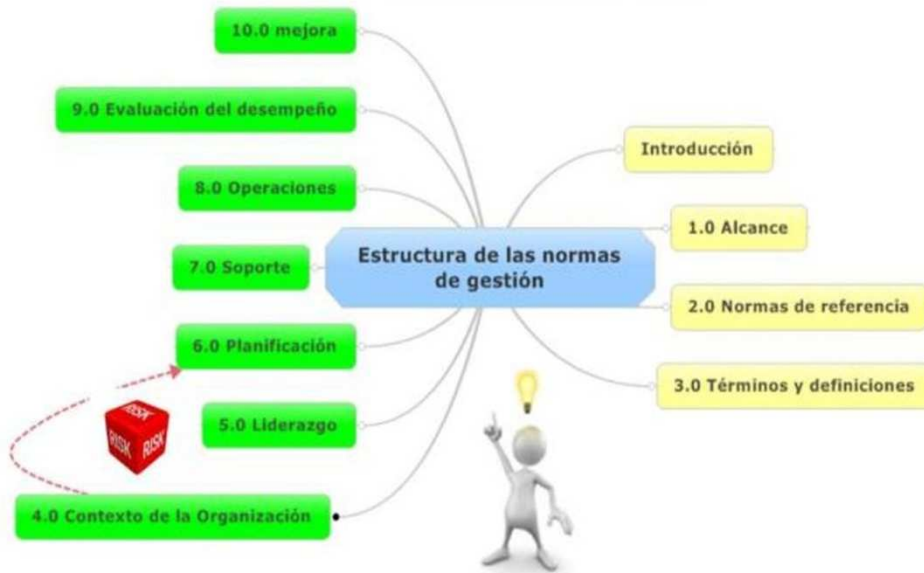 10.0 mejora
9.0 Evaluación del desempeño
8.0 Operaciones
7.0 Soporte
6.0 Planificación
5.0 Liderazgo
4.0 Contexto de la Organización
Estructura de las normas
de gestión
Introducción
1.0 Alcance
2.0 Normas de referencia
3.0 Términos y definiciones
RISK
RISK
RISK